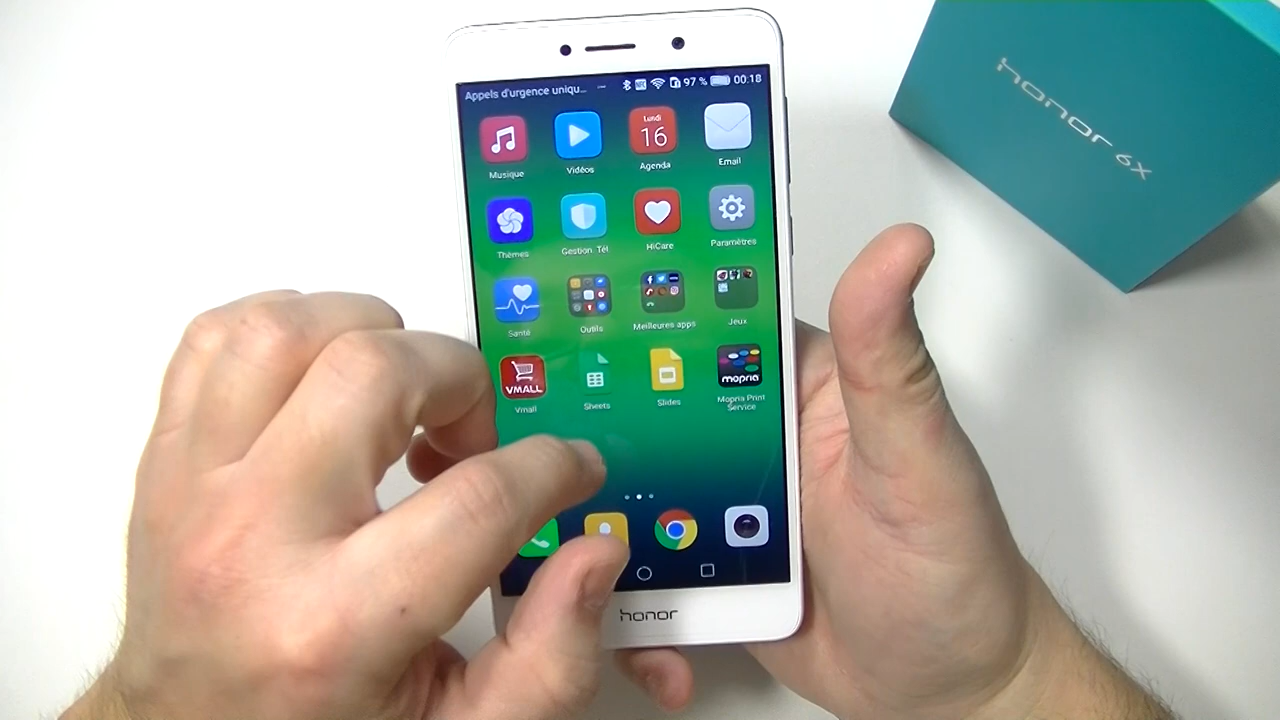 Appels d'urgence uniqu... 97 % 00:18
Lundi
16
Musique Vidéos Agenda Email
Thèmes Gestion Tél HiCare Paramètres
Santé Outils Meilleures apps Jeux
VMALL
mopria
Vmall Sheets Slides Mopria Print
Service
honor
honor 6X